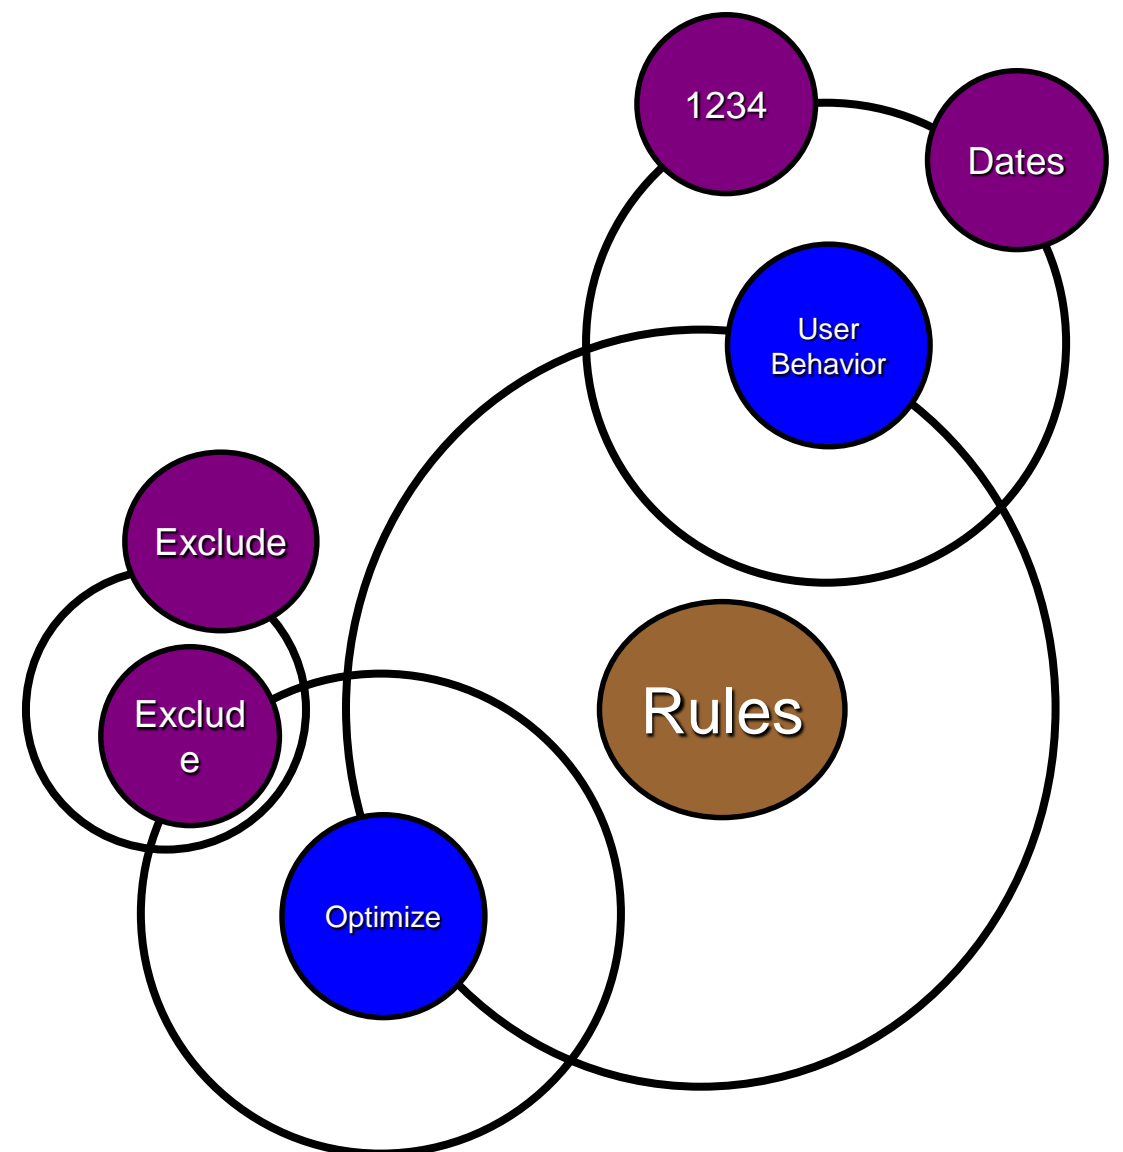 1234
Dates
User
Behavior
Exclude
Exclud
e
Rules
Optimize